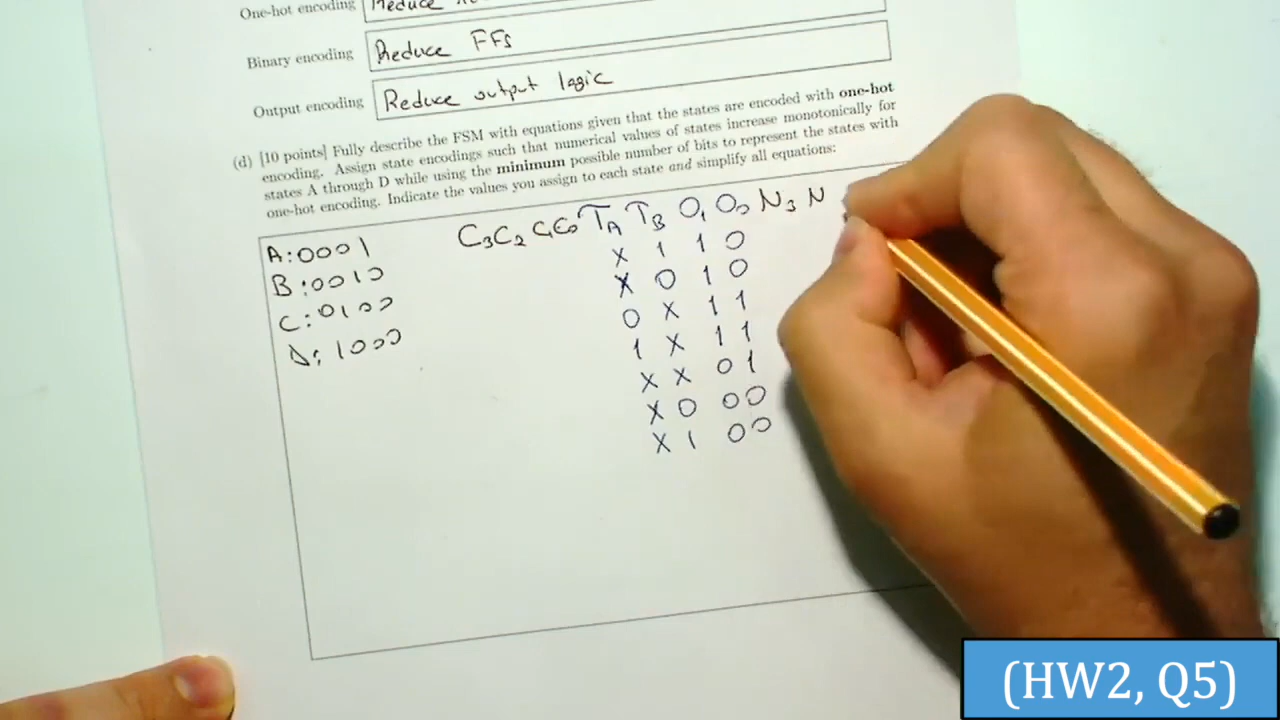 One-hot encoding Reduce
Binary encoding Reduce FFs
Output encoding Reduce output logic
(d) [10 points] Fully describe the FSM with equations given that the states are encoded with one-hot
encoding. Assign state encodings such that numerical values of states increase monotonically for
states A through D while using the minimum possible number of bits to represent the states with
one-hot encoding. Indicate the values you assign to each state and simplify all equations:
C3C2 C1C0 TA TB O1 O0 N3 N
A:0001
B:0010
C:0100
D:1000
X 1 1 0
X 0 1 0
0 X 1 1
1 X 1 1
X X 0 1
X 0 0 0
X 1 0 0
(HW2, Q5)